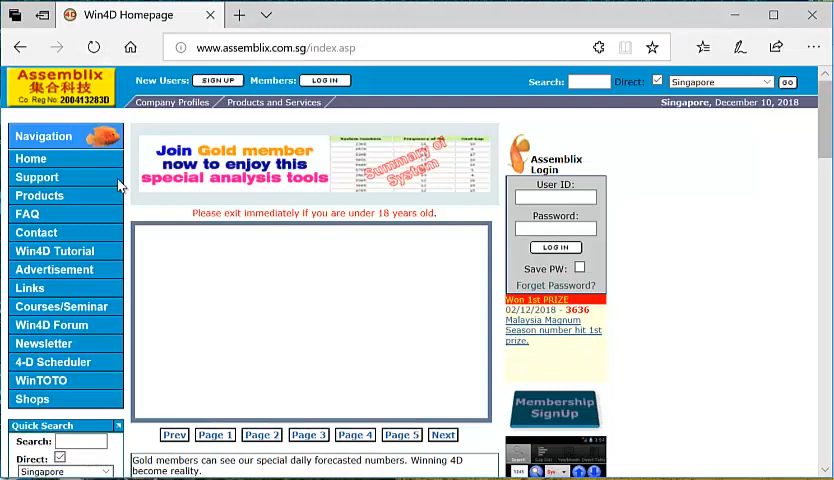 Win4D Homepage
www.assemblix.com.sg/index.asp
Assemblix
集合科技
Co Reg No: 200413283D
New Users: SIGN UP Members: LOG IN
Search: Direct: Singapore GO
Company Profiles Products and Services
Singapore, December 10, 2018
Navigation
Home
Support
Products
FAQ
Contact
Win4D Tutorial
Advertisement
Links
Courses/Seminar
Win4D Forum
Newsletter
4-D Scheduler
WinTOTO
Shops
Quick Search
Search:
Direct:
Singapore
Join Gold member
now to enjoy this
special analysis tools
Summary of
System
Please exit immediately if you are under 18 years old.
Prev Page 1 Page 2 Page 3 Page 4 Page 5 Next
Gold members can see our special daily forecasted numbers. Winning 4D
become reality.
Assemblix
Login
User ID:
Password:
LOG IN
Save PW:
Forget Password?
Won 1st PRIZE
02/12/2018 - 3636
Malaysia Magnum
Season number hit 1st
prize.
Membership
SignUp